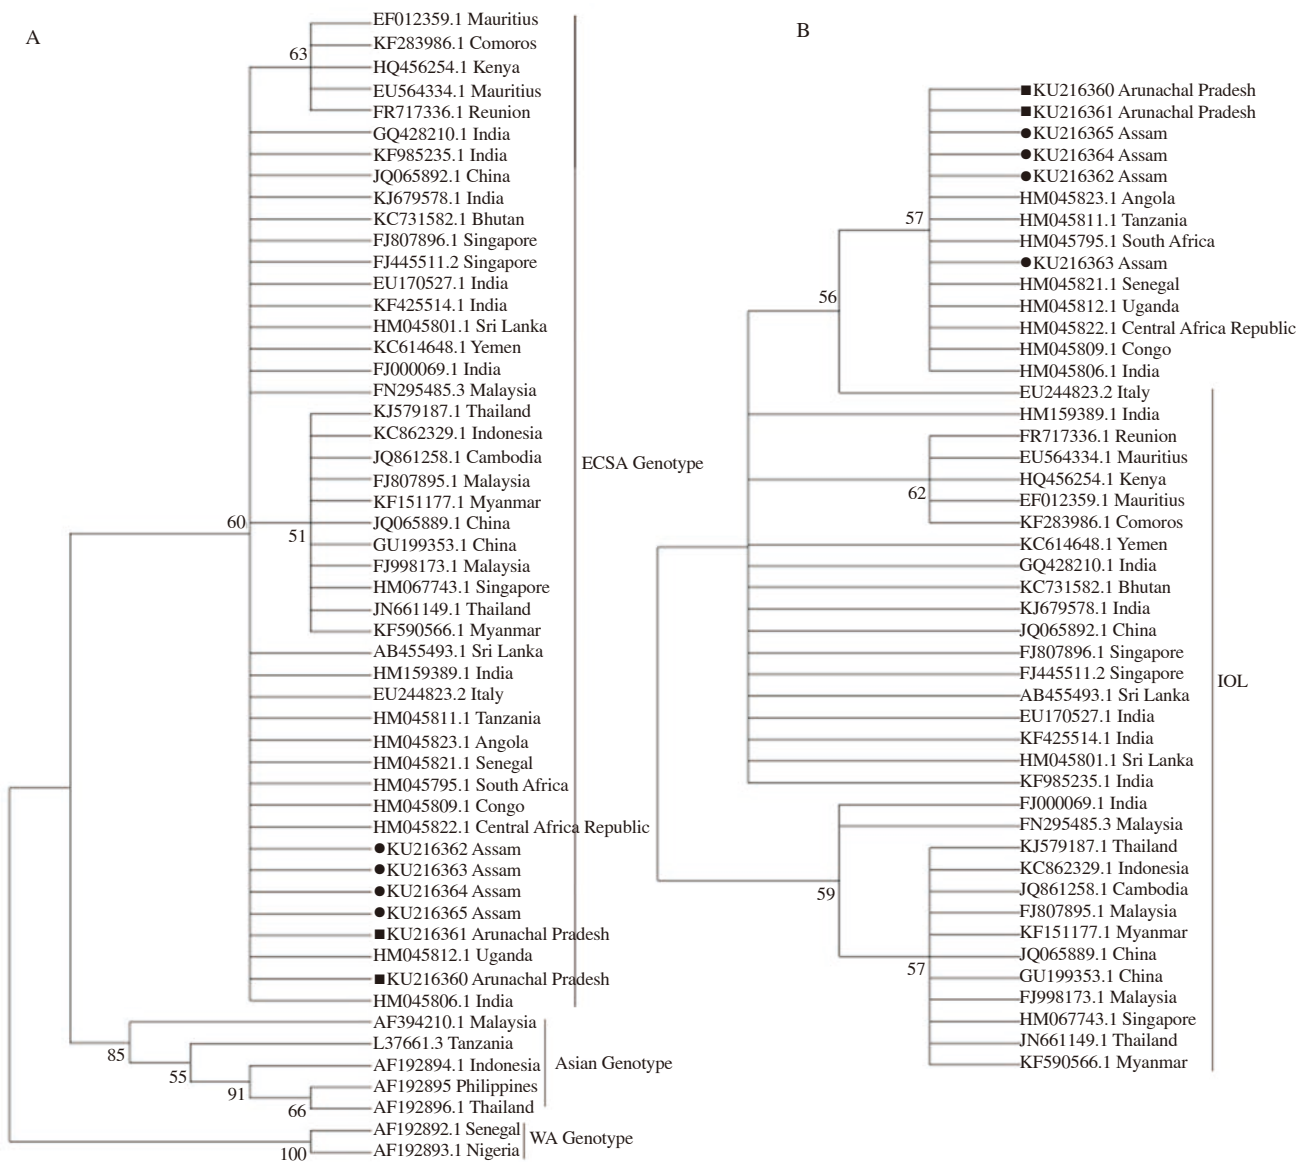 A
EF012359.1 Mauritius
KF283986.1 Comoros
63
HQ456254.1 Kenya
EU564334.1 Mauritius
FR717336.1 Reunion
GQ428210.1 India
KF985235.1 India
JQ065892.1 China
KJ679578.1 India
KC731582.1 Bhutan
FJ807896.1 Singapore
FJ445511.2 Singapore
EU170527.1 India
KF425514.1 India
HM045801.1 Sri Lanka
KC614648.1 Yemen
FJ000069.1 India
FN295485.3 Malaysia
KJ579187.1 Thailand
KC862329.1 Indonesia
JQ861258.1 Cambodia
ECSA Genotype
FJ807895.1 Malaysia
KF151177.1 Myanmar
60
JQ065889.1 China
51
GU199353.1 China
FJ998173.1 Malaysia
HM067743.1 Singapore
JN661149.1 Thailand
KF590566.1 Myanmar
AB455493.1 Sri Lanka
HM159389.1 India
EU244823.2 Italy
HM045811.1 Tanzania
HM045823.1 Angola
HM045821.1 Senegal
HM045795.1 South Africa
HM045809.1 Congo
HM045822.1 Central Africa Republic
●KU216362 Assam
●KU216363 Assam
●KU216364 Assam
●KU216365 Assam
■KU216361 Arunachal Pradesh
HM045812.1 Uganda
■KU216360 Arunachal Pradesh
HM045806.1 India
AF394210.1 Malaysia
85
L37661.3 Tanzania
55
AF192894.1 Indonesia
Asian Genotype
91
AF192895 Philippines
66
AF192896.1 Thailand
AF192892.1 Senegal
WA Genotype
100
AF192893.1 Nigeria
B
■KU216360 Arunachal Pradesh
■KU216361 Arunachal Pradesh
●KU216365 Assam
●KU216364 Assam
●KU216362 Assam
HM045823.1 Angola
57
HM045811.1 Tanzania
HM045795.1 South Africa
●KU216363 Assam
HM045821.1 Senegal
56
HM045812.1 Uganda
HM045822.1 Central Africa Republic
HM045809.1 Congo
HM045806.1 India
EU244823.2 Italy
HM159389.1 India
FR717336.1 Reunion
EU564334.1 Mauritius
HQ456254.1 Kenya
62
EF012359.1 Mauritius
KF283986.1 Comoros
KC614648.1 Yemen
GQ428210.1 India
KC731582.1 Bhutan
KJ679578.1 India
JQ065892.1 China
FJ807896.1 Singapore
FJ445511.2 Singapore
IOL
AB455493.1 Sri Lanka
EU170527.1 India
KF425514.1 India
HM045801.1 Sri Lanka
KF985235.1 India
FJ000069.1 India
FN295485.3 Malaysia
KJ579187.1 Thailand
KC862329.1 Indonesia
59
JQ861258.1 Cambodia
FJ807895.1 Malaysia
KF151177.1 Myanmar
JQ065889.1 China
57
GU199353.1 China
FJ998173.1 Malaysia
HM067743.1 Singapore
JN661149.1 Thailand
KF590566.1 Myanmar